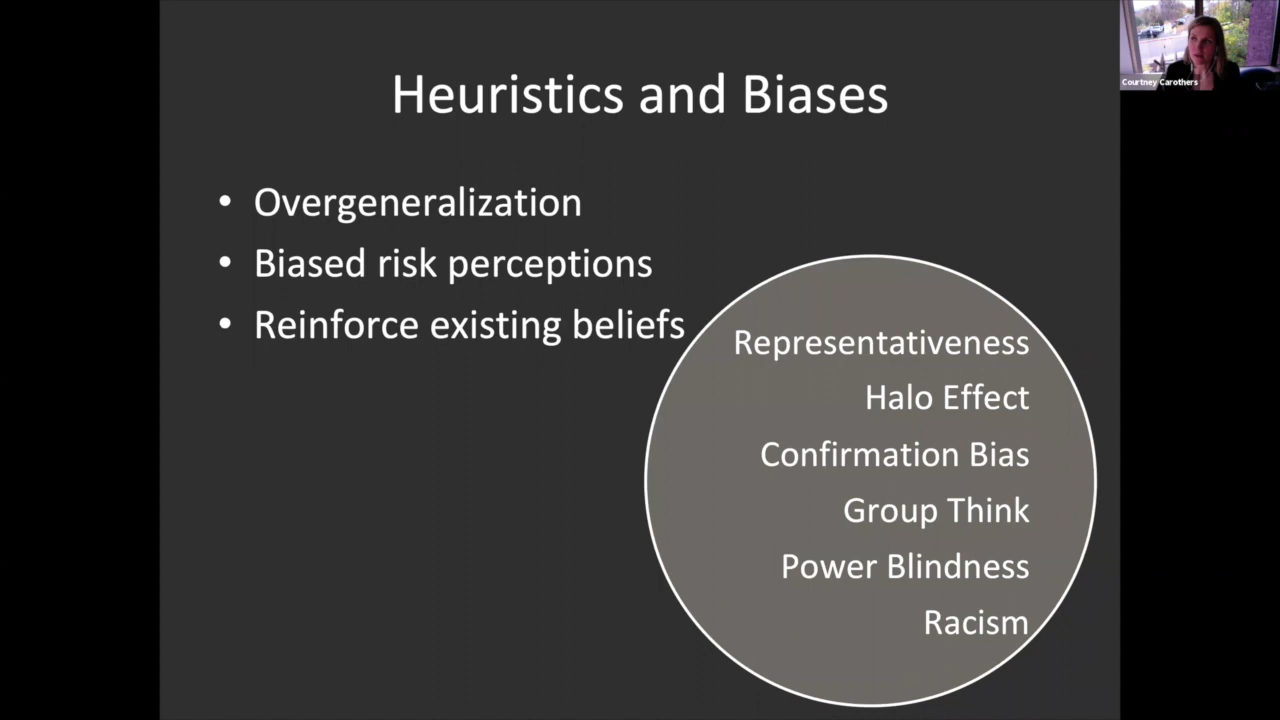 Heuristics and Biases
• Overgeneralization
• Biased risk perceptions
• Reinforce existing beliefs
Representativeness
Halo Effect
Confirmation Bias
Group Think
Power Blindness
Racism
Courtney Carothers